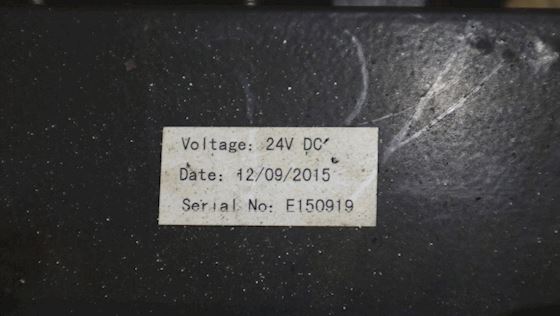 Voltage: 24V DC
Date: 12/09/2015
Serial No: E150919